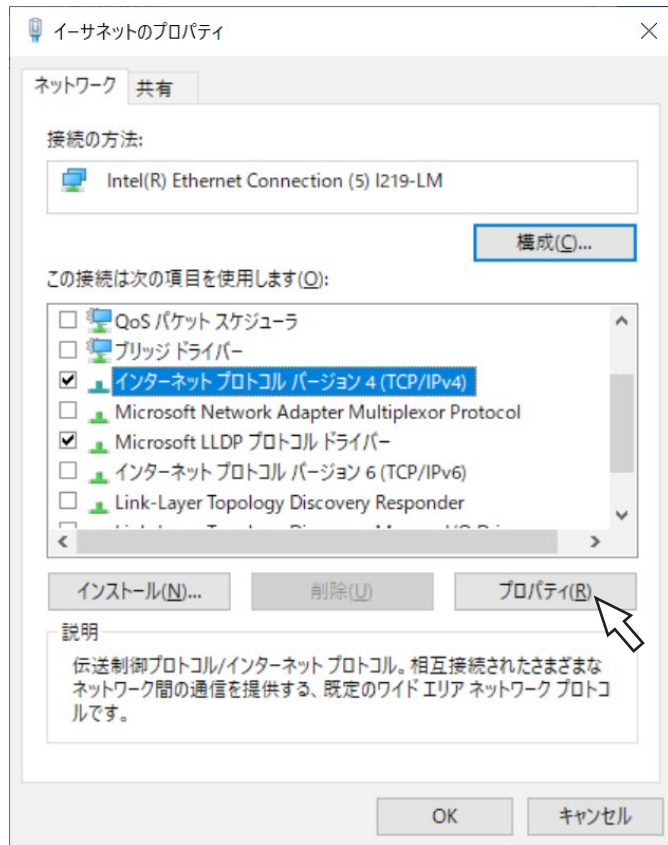 イーサネットのプロパティ
ネットワーク 共有
接続の方法:
Intel(R) Ethernet Connection (5) I219-LM
構成(C)...
この接続は次の項目を使用します(O):
QoS パケット スケジューラ
ブリッジ ドライバー
インターネット プロトコル バージョン 4 (TCP/IPv4)
Microsoft Network Adapter Multiplexor Protocol
Microsoft LLDP プロトコル ドライバー
インターネット プロトコル バージョン 6 (TCP/IPv6)
Link-Layer Topology Discovery Responder
インストール(N)... 削除(U) プロパティ(R)
説明
伝送制御プロトコル/インターネット プロトコル。相互接続されたさまざまな
ネットワーク間の通信を提供する、既定のワイド エリア ネットワーク プロトコ
ルです。
OK キャンセル